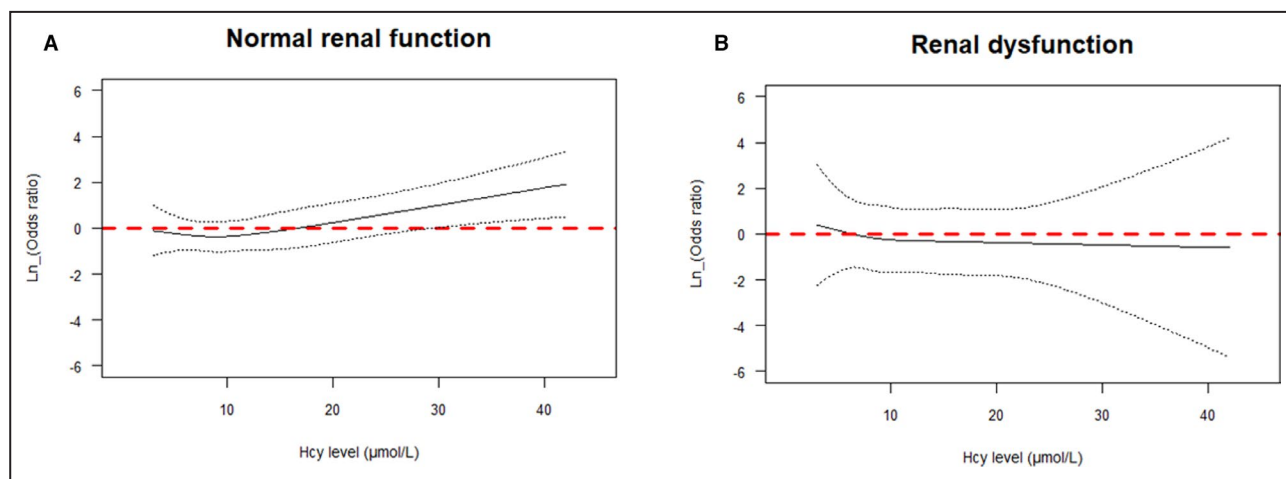 A
Normal renal function
Ln_(Odds ratio)
6
4
2
0
-2
-4
-6
10
20
30
40
Hcy level (μmol/L)
B
Renal dysfunction
Ln_(Odds ratio)
6
4
2
0
-2
-4
-6
10
20
30
40
Hcy level (μmol/L)